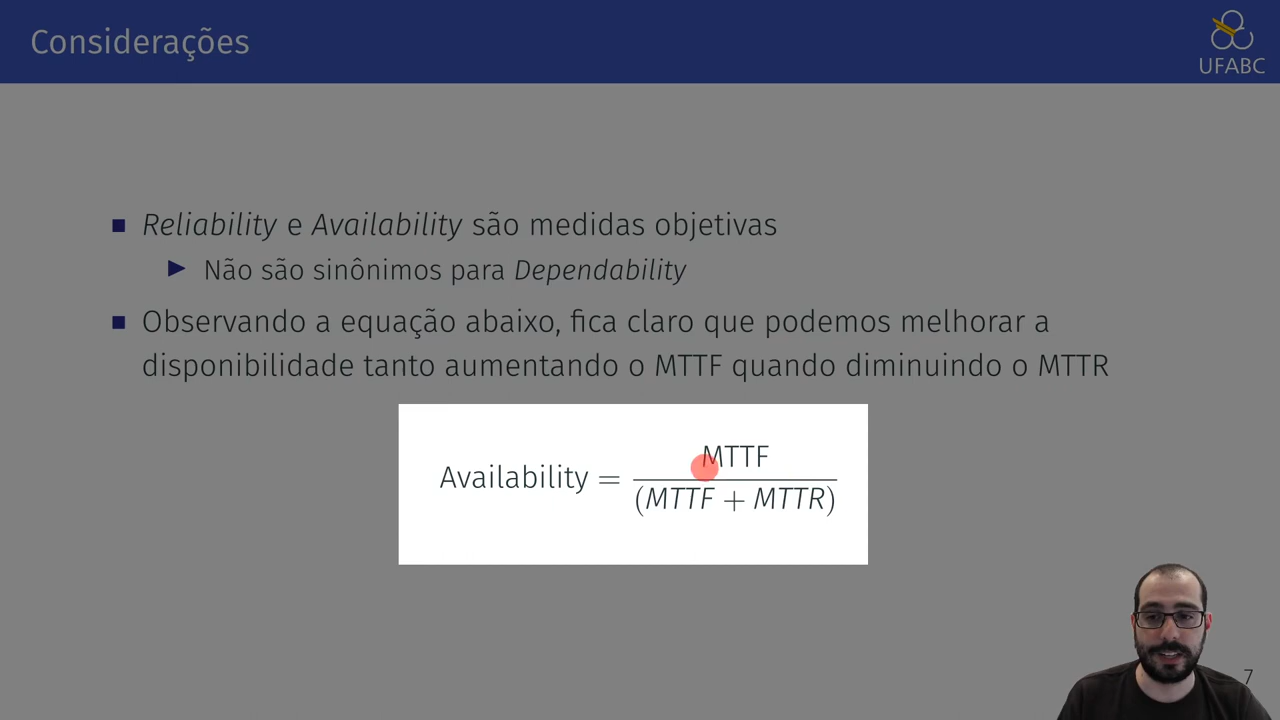 Considerações
UFABC
Reliability e Availability são medidas objetivas
Não são sinônimos para Dependability
Observando a equação abaixo, fica claro que podemos melhorar a
disponibilidade tanto aumentando o MTTF quando diminuindo o MTTR
Availability = MTTF / (MTTF + MTTR)
7